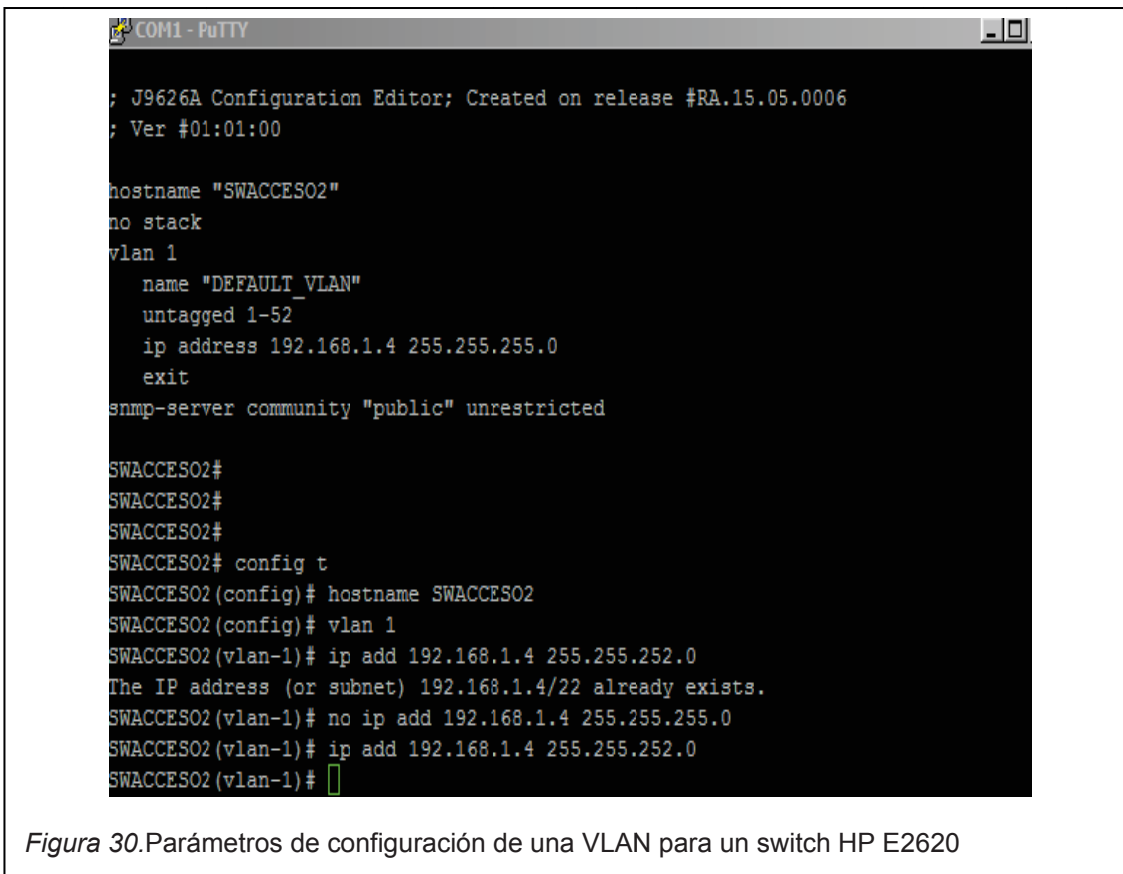 COM1 - PuTTY
; J9626A Configuration Editor; Created on release #RA.15.05.0006
; Ver #01:01:00
hostname "SWACCESO2"
no stack
vlan 1
name "DEFAULT_VLAN"
untagged 1-52
ip address 192.168.1.4 255.255.255.0
exit
snmp-server community "public" unrestricted
SWACCESO2#
SWACCESO2#
SWACCESO2#
SWACCESO2# config t
SWACCESO2(config)# hostname SWACCESO2
SWACCESO2(config)# vlan 1
SWACCESO2(vlan-1)# ip add 192.168.1.4 255.255.252.0
The IP address (or subnet) 192.168.1.4/22 already exists.
SWACCESO2(vlan-1)# no ip add 192.168.1.4 255.255.255.0
SWACCESO2(vlan-1)# ip add 192.168.1.4 255.255.252.0
SWACCESO2(vlan-1)#
Figura 30.Parámetros de configuración de una VLAN para un switch HP E2620